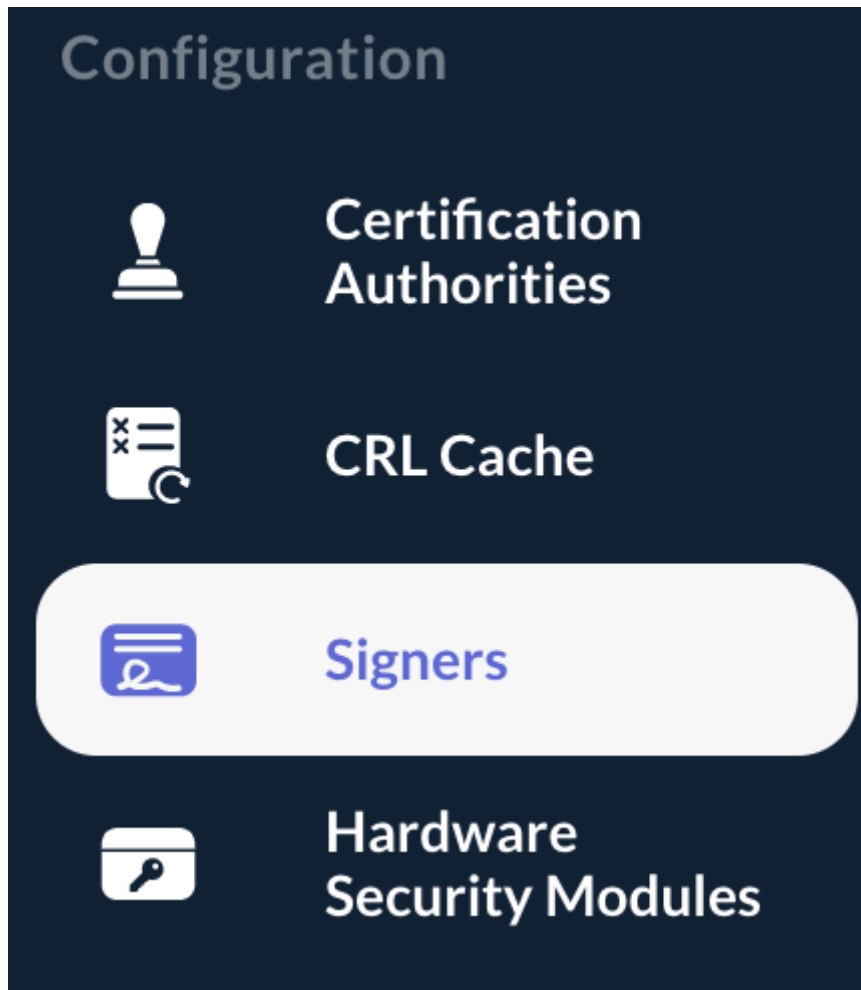 Configuration
Certification
Authorities
CRL Cache
Signers
Hardware
Security Modules